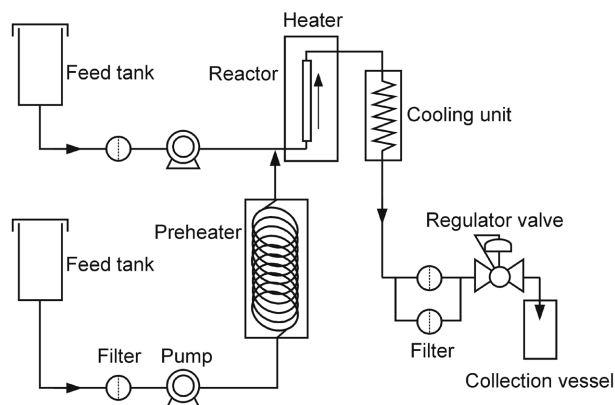 Heater
Feed tank
Reactor
Cooling unit
Preheater
Regulator valve
Feed tank
Filter
Pump
Filter
Collection vessel